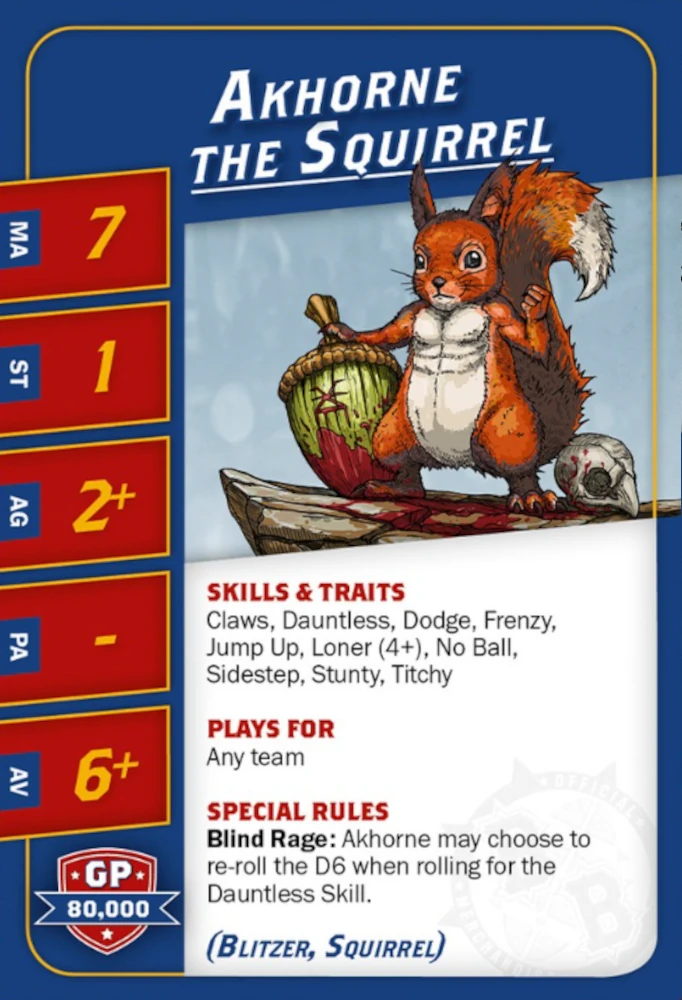 AKHORNE
THE SQUIRREL
MA 7
ST 1
AG 2+
PA -
AV 6+
GP
80,000
SKILLS & TRAITS
Claws, Dauntless, Dodge, Frenzy,
Jump Up, Loner (4+), No Ball,
Sidestep, Stunty, Titchy
PLAYS FOR
Any team
SPECIAL RULES
Blind Rage: Akhorne may choose to
re-roll the D6 when rolling for the
Dauntless Skill.
(BLITZER, SQUIRREL)
OFFICIAL
B